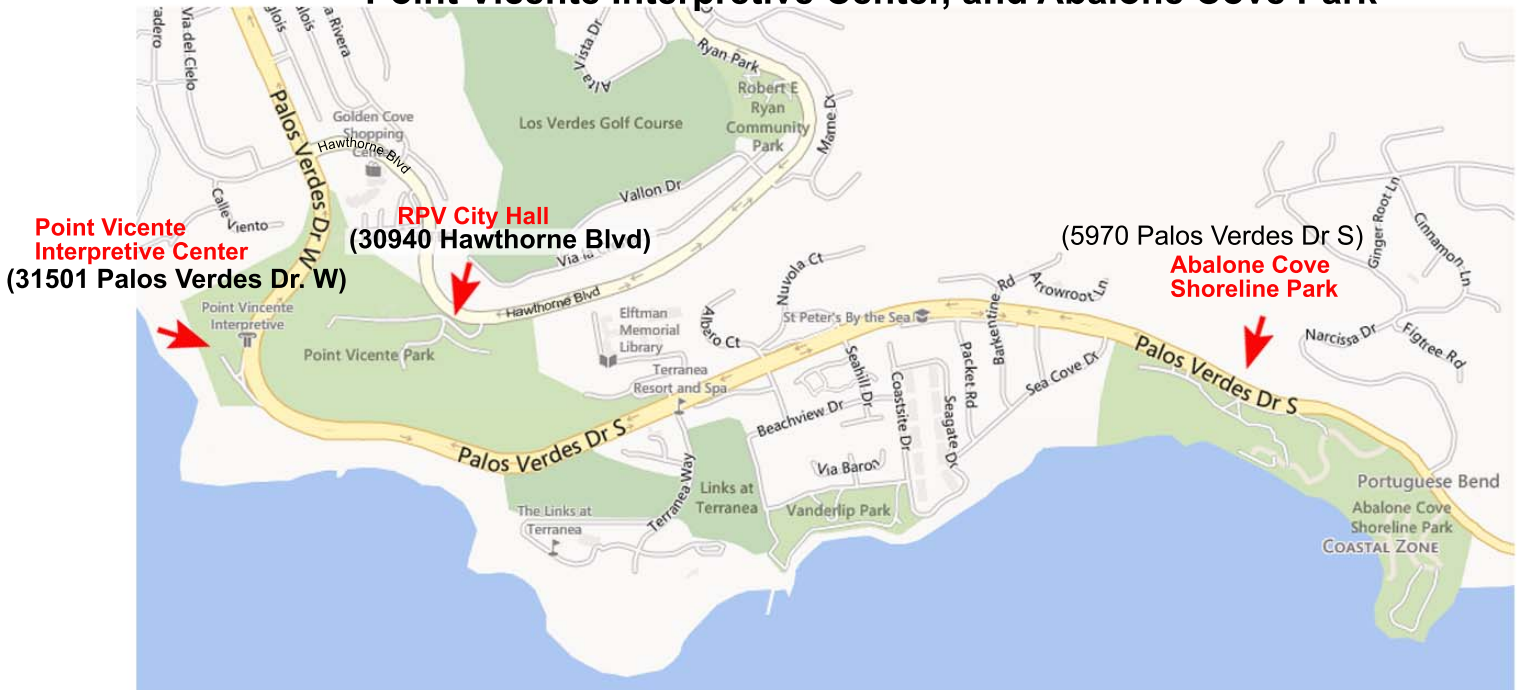 Point Vicente Interpretive Center, and Abalone Cove Park
Via del Cielo
a Rivera
Alta Vista Dr
Ryan Park
Robert E
Ryan
Community
Park
Marne Dr
Los Verdes Golf Course
Golden Cove
Shopping
Center
Hawthorne Blvd
Palos Verdes Dr W
Calle Viento
Vallon Dr
Point Vicente
Interpretive Center
(31501 Palos Verdes Dr. W)
RPV City Hall
(30940 Hawthorne Blvd)
(5970 Palos Verdes Dr S)
Abalone Cove
Shoreline Park
Ginger Root Ln
Cinnamon Ln
Narcissa Dr
Figtree Rd
Via la
Hawthorne Blvd
Nuvola Ct
Albero Ct
Barkentine Rd
Arrowroot Ln
Point Vincente
Interpretive
Point Vicente Park
Elftman
Memorial
Library
St Peter's By the Sea
Terranea
Resort and Spa
Seahill Dr
Coastsite Dr
Packet Rd
Seagate Dr
Sea Cove Dr
Palos Verdes Dr S
Beachview Dr
Palos Verdes Dr S
Via Baron
Terranea Way
Links at
Terranea
Vanderlip Park
The Links at
Terranea
Portuguese Bend
Abalone Cove
Shoreline Park
COASTAL ZONE